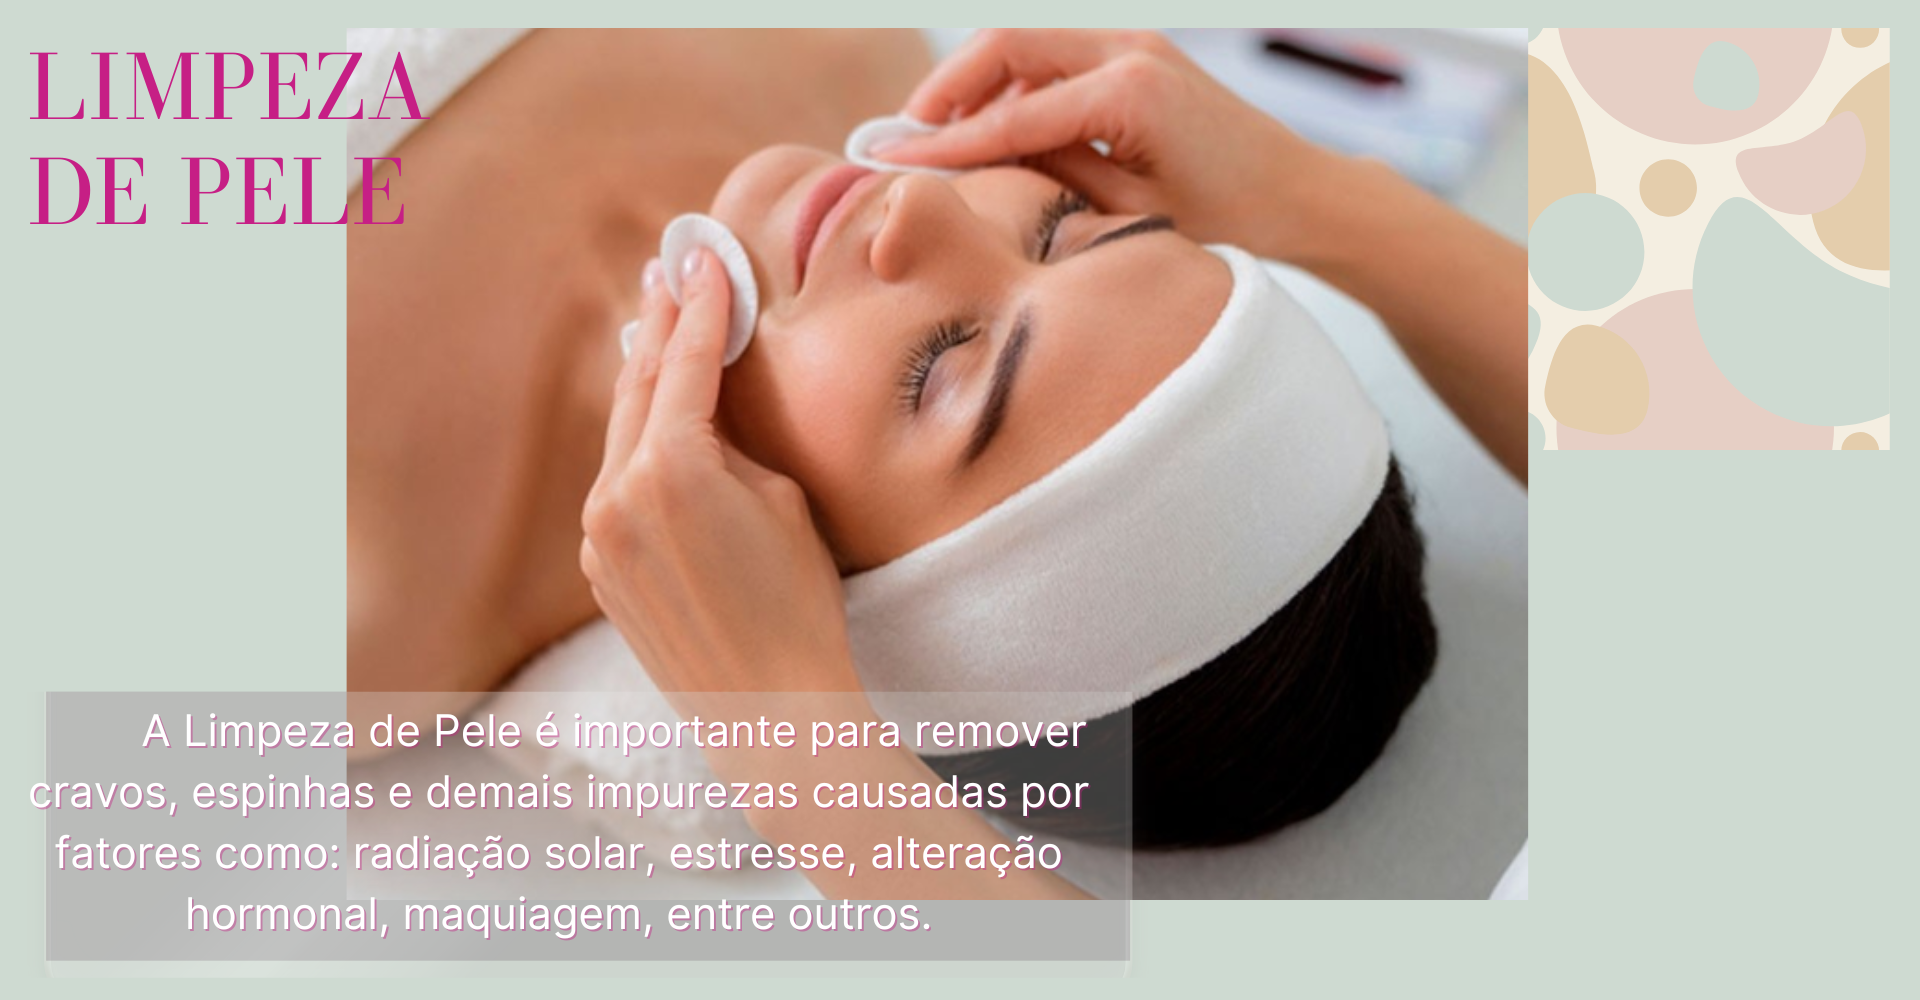 LIMPEZA
DE PELE
A Limpeza de Pele é importante para remover
cravos, espinhas e demais impurezas causadas por
fatores como: radiação solar, estresse, alteração
hormonal, maquiagem, entre outros.